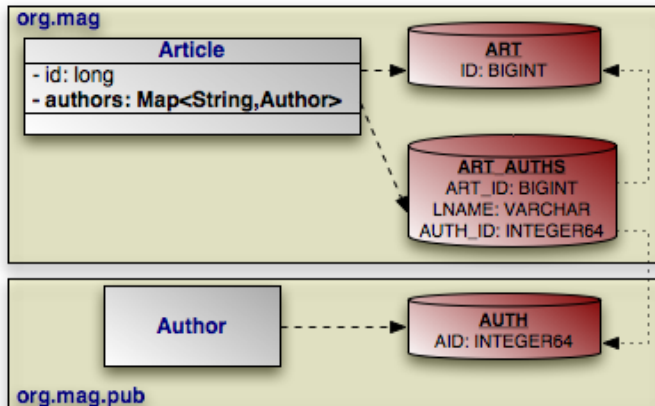 org.mag
Article
- id: long
- authors: Map<String,Author>
ART
ID: BIGINT
ART_AUTHS
ART_ID: BIGINT
LNAME: VARCHAR
AUTH_ID: INTEGER64
Author
AUTH
AID: INTEGER64
org.mag.pub